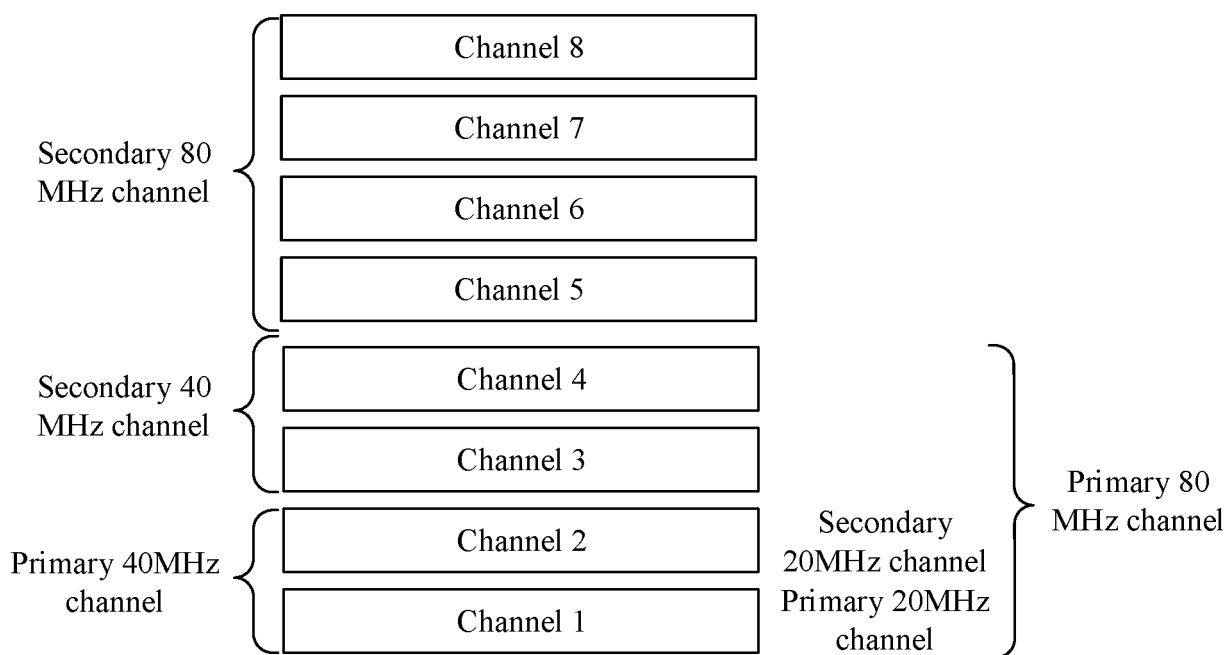 Channel 8
Channel 7
Secondary 80
MHz channel
Channel 6
Channel 5
Channel 4
Secondary 40
MHz channel
Channel 3
Primary 80
MHz channel
Channel 2
Secondary
20MHz channel
Primary 40MHz
channel
Channel 1
Primary 20MHz
channel